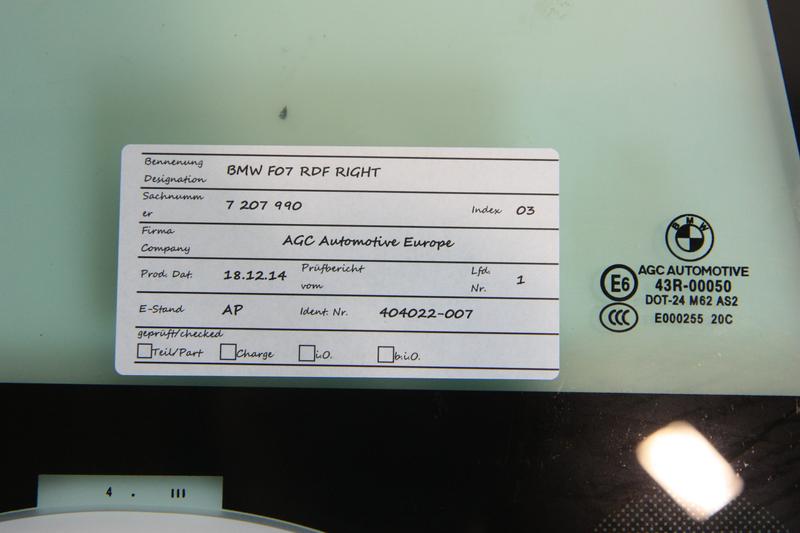 Bennenung
Designation
BMW F07 RDF RIGHT
Sachnumm
er
7 207 990
Index 03
Firma
Company
AGC Automotive Europe
Prod. Dat. 18.12.14
Prüfbericht
vom
Lfd.
Nr.
1
E-Stand AP Ident. Nr. 404022-007
geprüft/checked
Teil/Part Charge i.O. b.i.O.
BMW
E6
AGC AUTOMOTIVE
43R-00050
DOT-24 M62 AS2
CCC
E000255 20C
4 . III